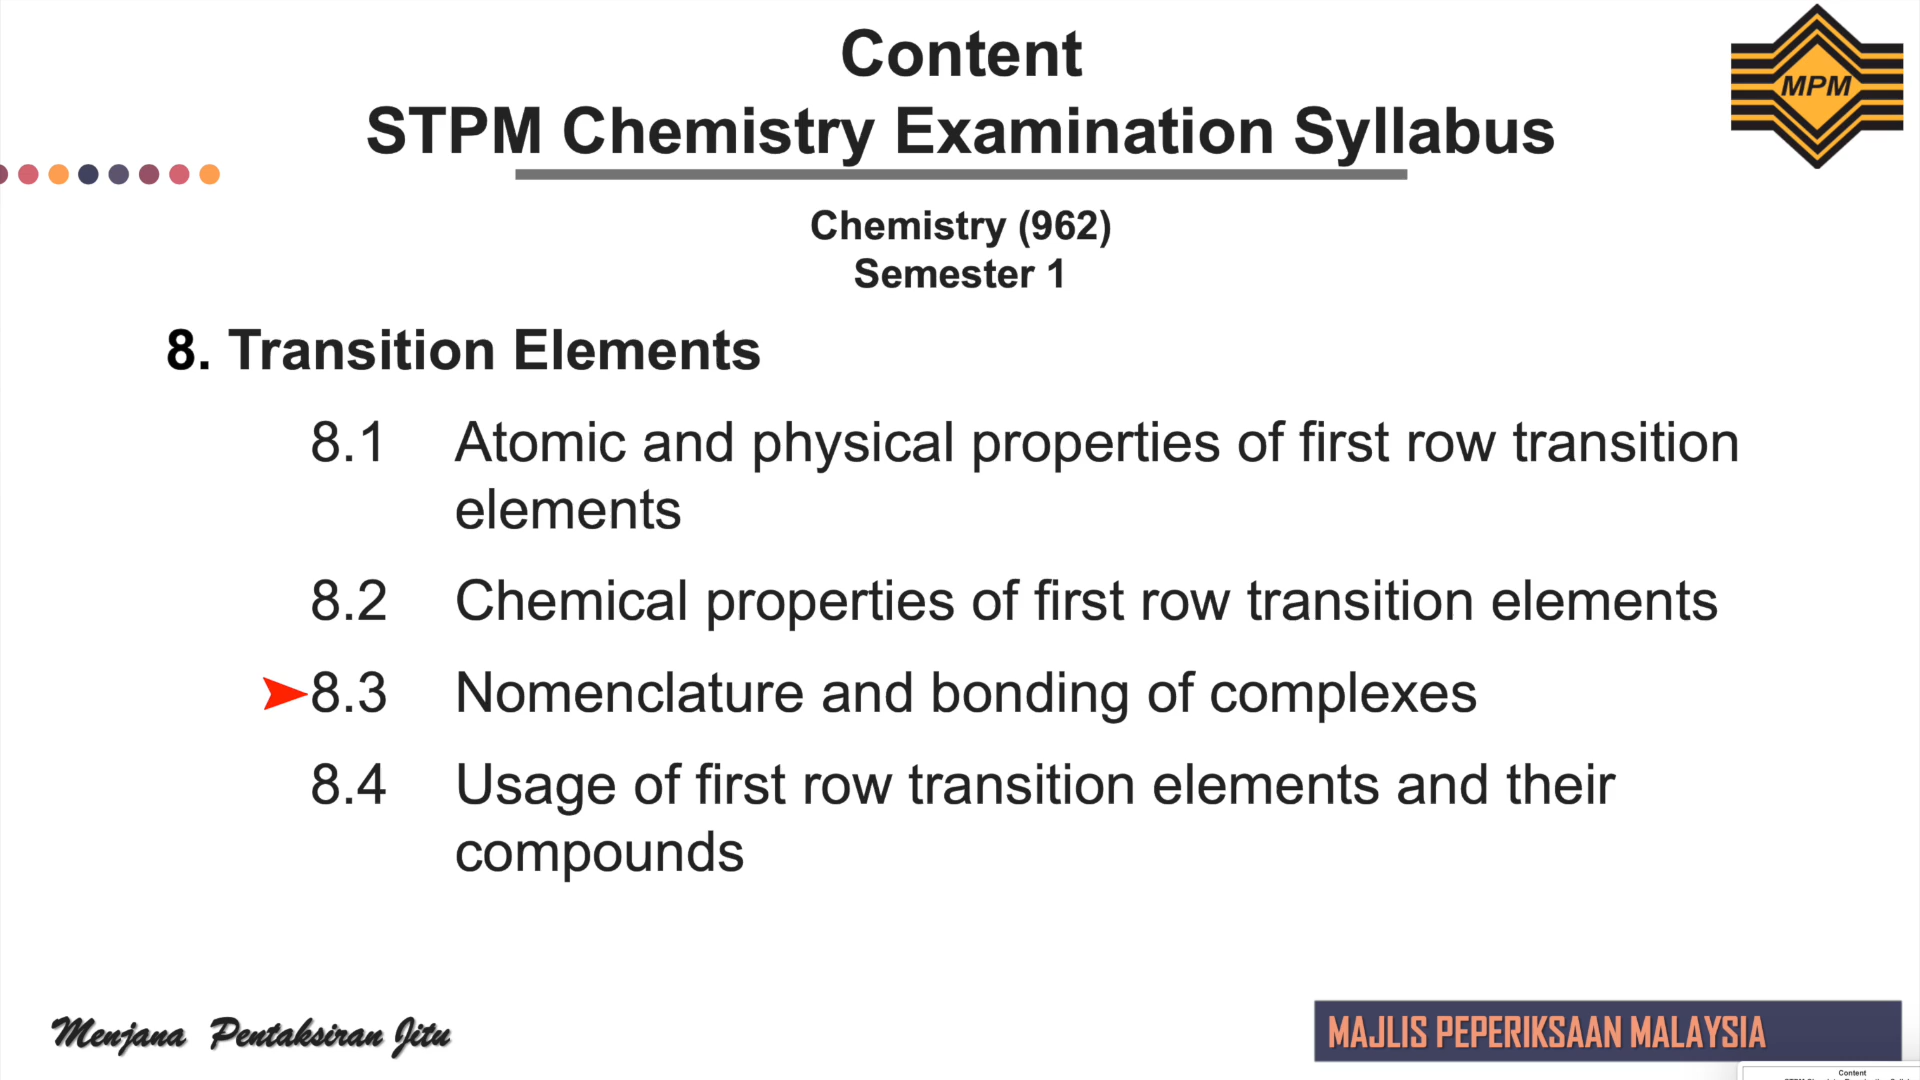 Content
STPM Chemistry Examination Syllabus
MPM
Chemistry (962)
Semester 1
8. Transition Elements
8.1 Atomic and physical properties of first row transition
elements
8.2 Chemical properties of first row transition elements
8.3 Nomenclature and bonding of complexes
8.4 Usage of first row transition elements and their
compounds
Menjana Pentaksiran Jitu
MAJLIS PEPERIKSAAN MALAYSIA
Content